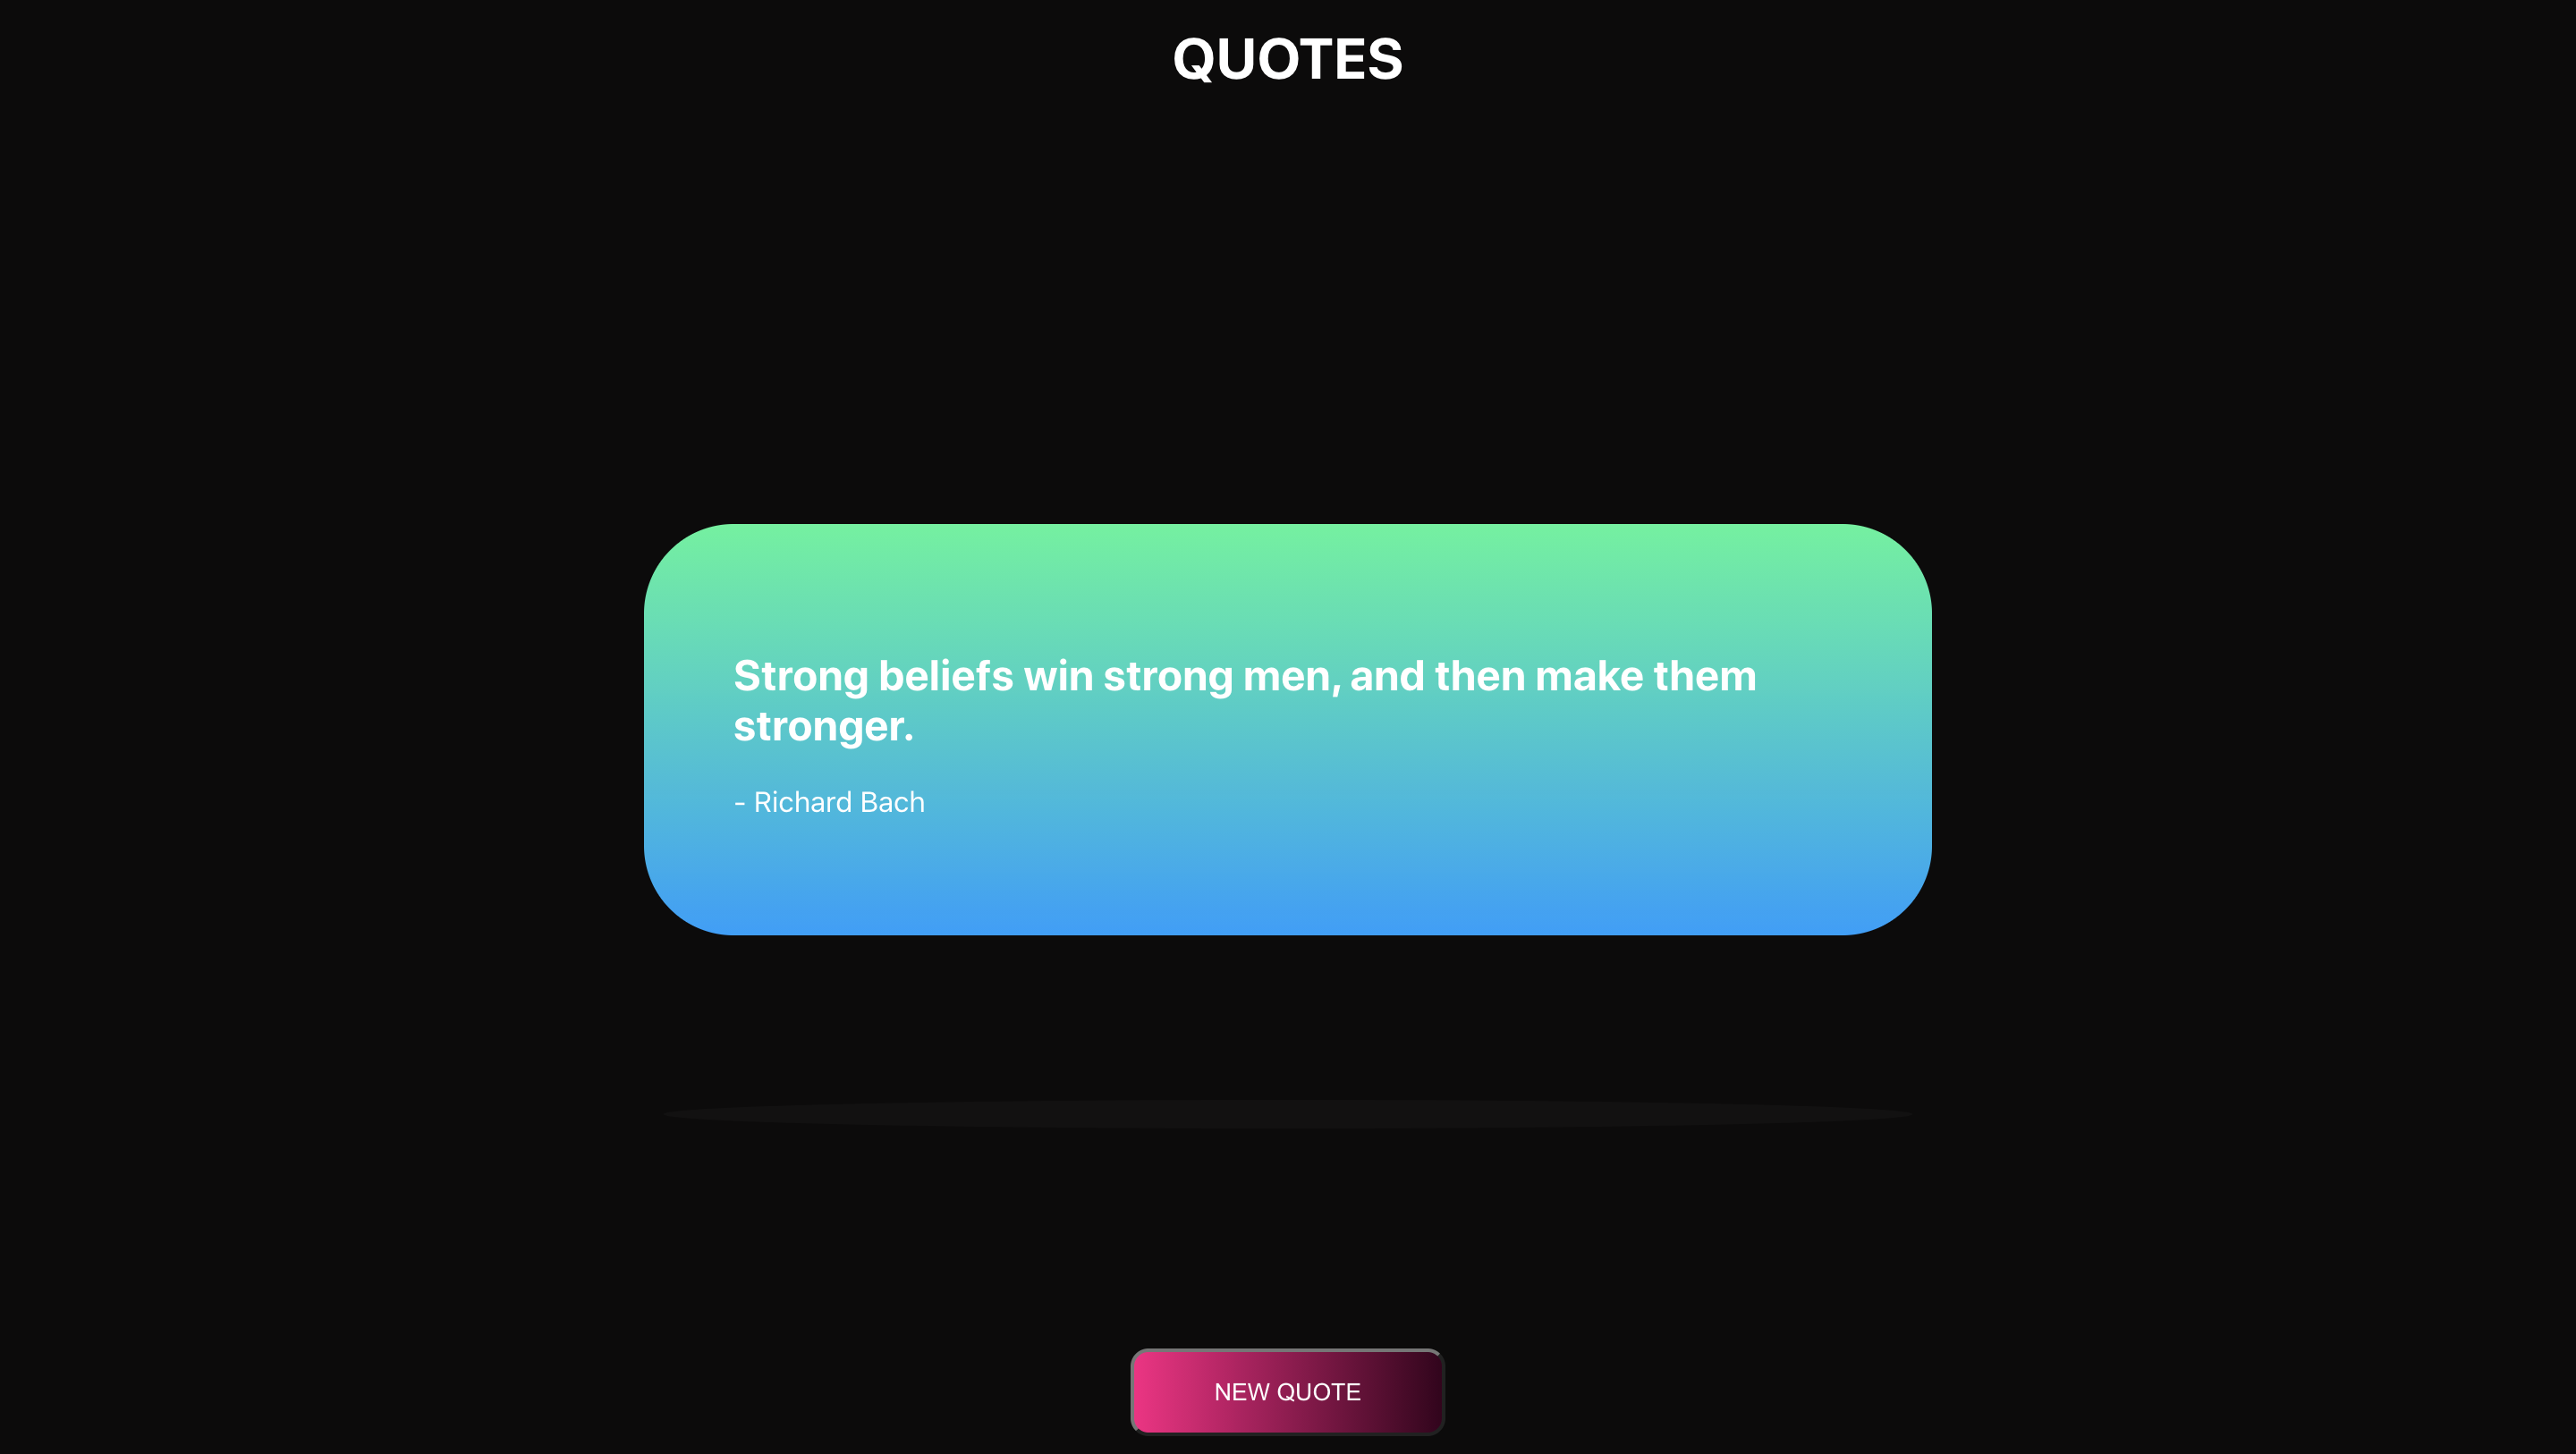 QUOTES
Strong beliefs win strong men, and then make them
stronger.
- Richard Bach
NEW QUOTE